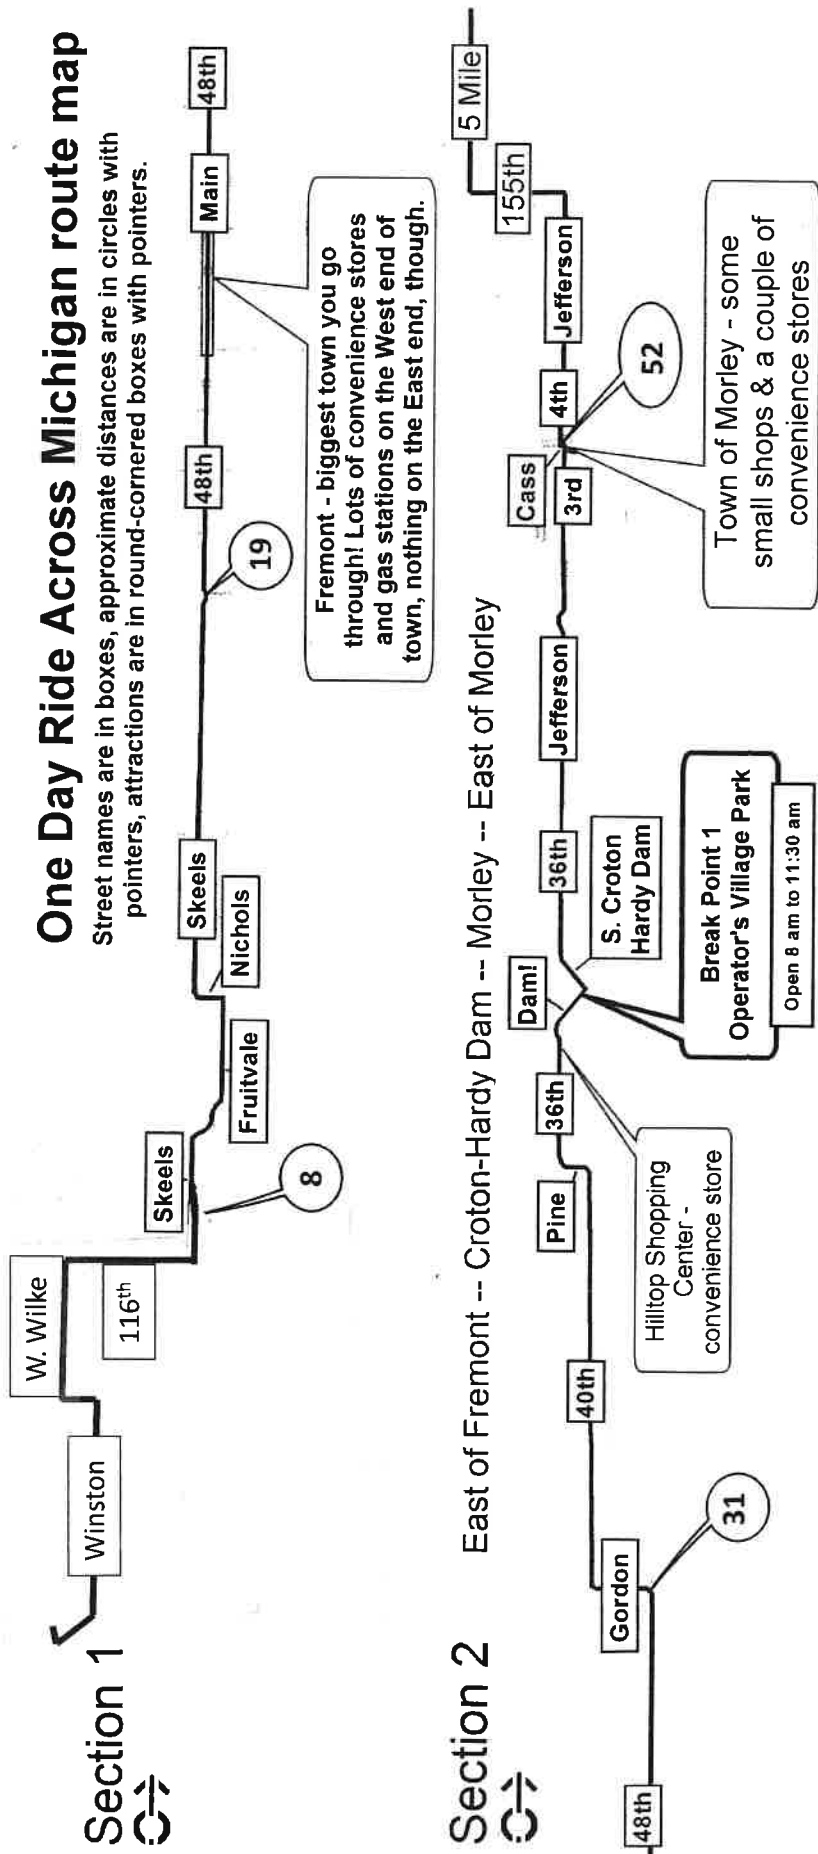 One Day Ride Across Michigan route map
Street names are in boxes, approximate distances are in circles with
pointers, attractions are in round-cornered boxes with pointers.
Section 1
Winston
W. Wilke
116th
Skeels
8
Fruitvale
Nichols
Skeels
19
48th
Main
48th
Fremont - biggest town you go
through! Lots of convenience stores
and gas stations on the West end of
town, nothing on the East end, though.
Section 2
East of Fremont -- Croton-Hardy Dam -- Morley -- East of Morley
48th
Gordon
31
40th
Pine
36th
Hilltop Shopping
Center -
convenience store
Dam!
Break Point 1
Operator's Village Park
Open 8 am to 11:30 am
S. Croton
Hardy Dam
36th
Jefferson
3rd
Cass
4th
52
Town of Morley - some
small shops & a couple of
convenience stores
Jefferson
155th
5 Mile